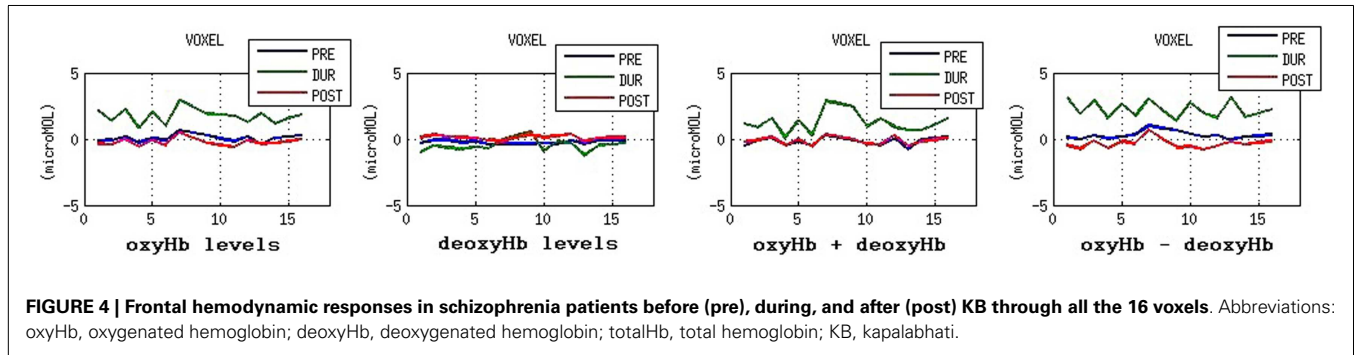 VOXEL
PRE
DUR
POST
5
0
-5
(microMOL)
0 5 10 15
oxyHb levels
VOXEL
PRE
DUR
POST
5
0
-5
(microMOL)
0 5 10 15
deoxyHb levels
VOXEL
PRE
DUR
POST
5
0
-5
(microMOL)
0 5 10 15
oxyHb + deoxyHb
VOXEL
PRE
DUR
POST
5
0
-5
(microMOL)
0 5 10 15
oxyHb - deoxyHb
FIGURE 4 | Frontal hemodynamic responses in schizophrenia patients before (pre), during, and after (post) KB through all the 16 voxels. Abbreviations:
oxyHb, oxygenated hemoglobin; deoxyHb, deoxygenated hemoglobin; totalHb, total hemoglobin; KB, kapalabhati.